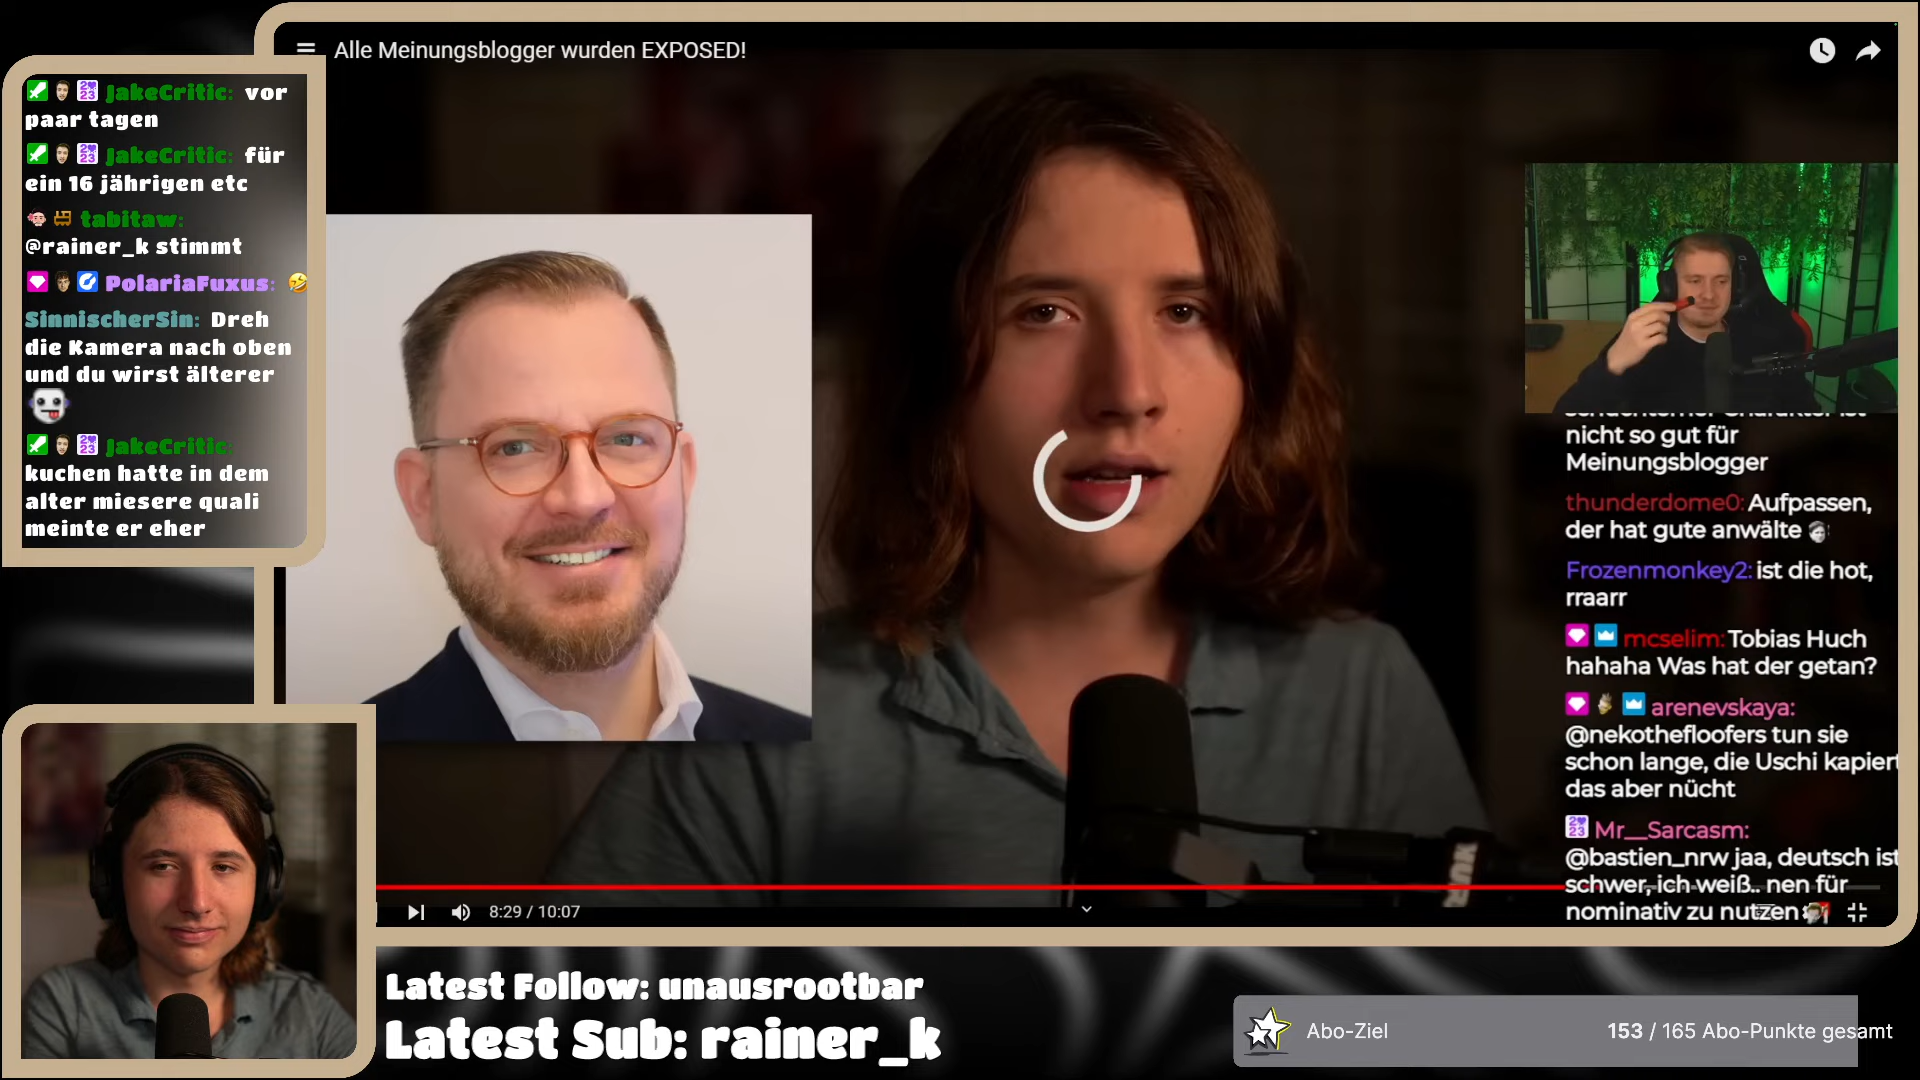 Alle Meinungsblogger wurden EXPOSED!
JakeCritic: vor
paar tagen
JakeCritic: für
ein 16 jährigen etc
tabitaw:
@rainer_k stimmt
PolariaFuxus:
SinnischerSin: Dreh
die Kamera nach oben
und du wirst älterer
JakeCritic:
kuchen hatte in dem
alter miesere quali
meinte er eher
nicht so gut für
Meinungsblogger
thunderdome0: Aufpassen,
der hat gute anwälte
Frozenmonkey2: ist die hot,
rraarr
mcselim: Tobias Huch
hahaha Was hat der getan?
arenevskaya:
@nekothefloofers tun sie
schon lange, die Uschi kapiert
das aber nücht
Mr__Sarcasm:
@bastien_nrw jaa, deutsch ist
schwer, ich weiß.. nen für
nominativ zu nutzen
8:29 / 10:07
Latest Follow: unausrootbar
Latest Sub: rainer_k
Abo-Ziel
153 / 165 Abo-Punkte gesamt